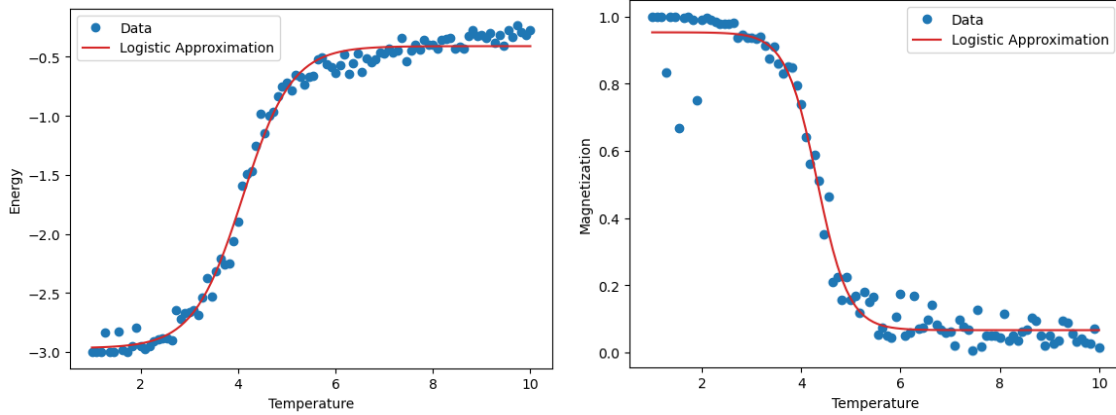 Data
Logistic Approximation
−0.5
−1.0
−1.5
−2.0
−2.5
−3.0
Energy
2
4
6
8
10
Temperature
Data
Logistic Approximation
1.0
0.8
0.6
0.4
0.2
0.0
Magnetization
2
4
6
8
10
Temperature